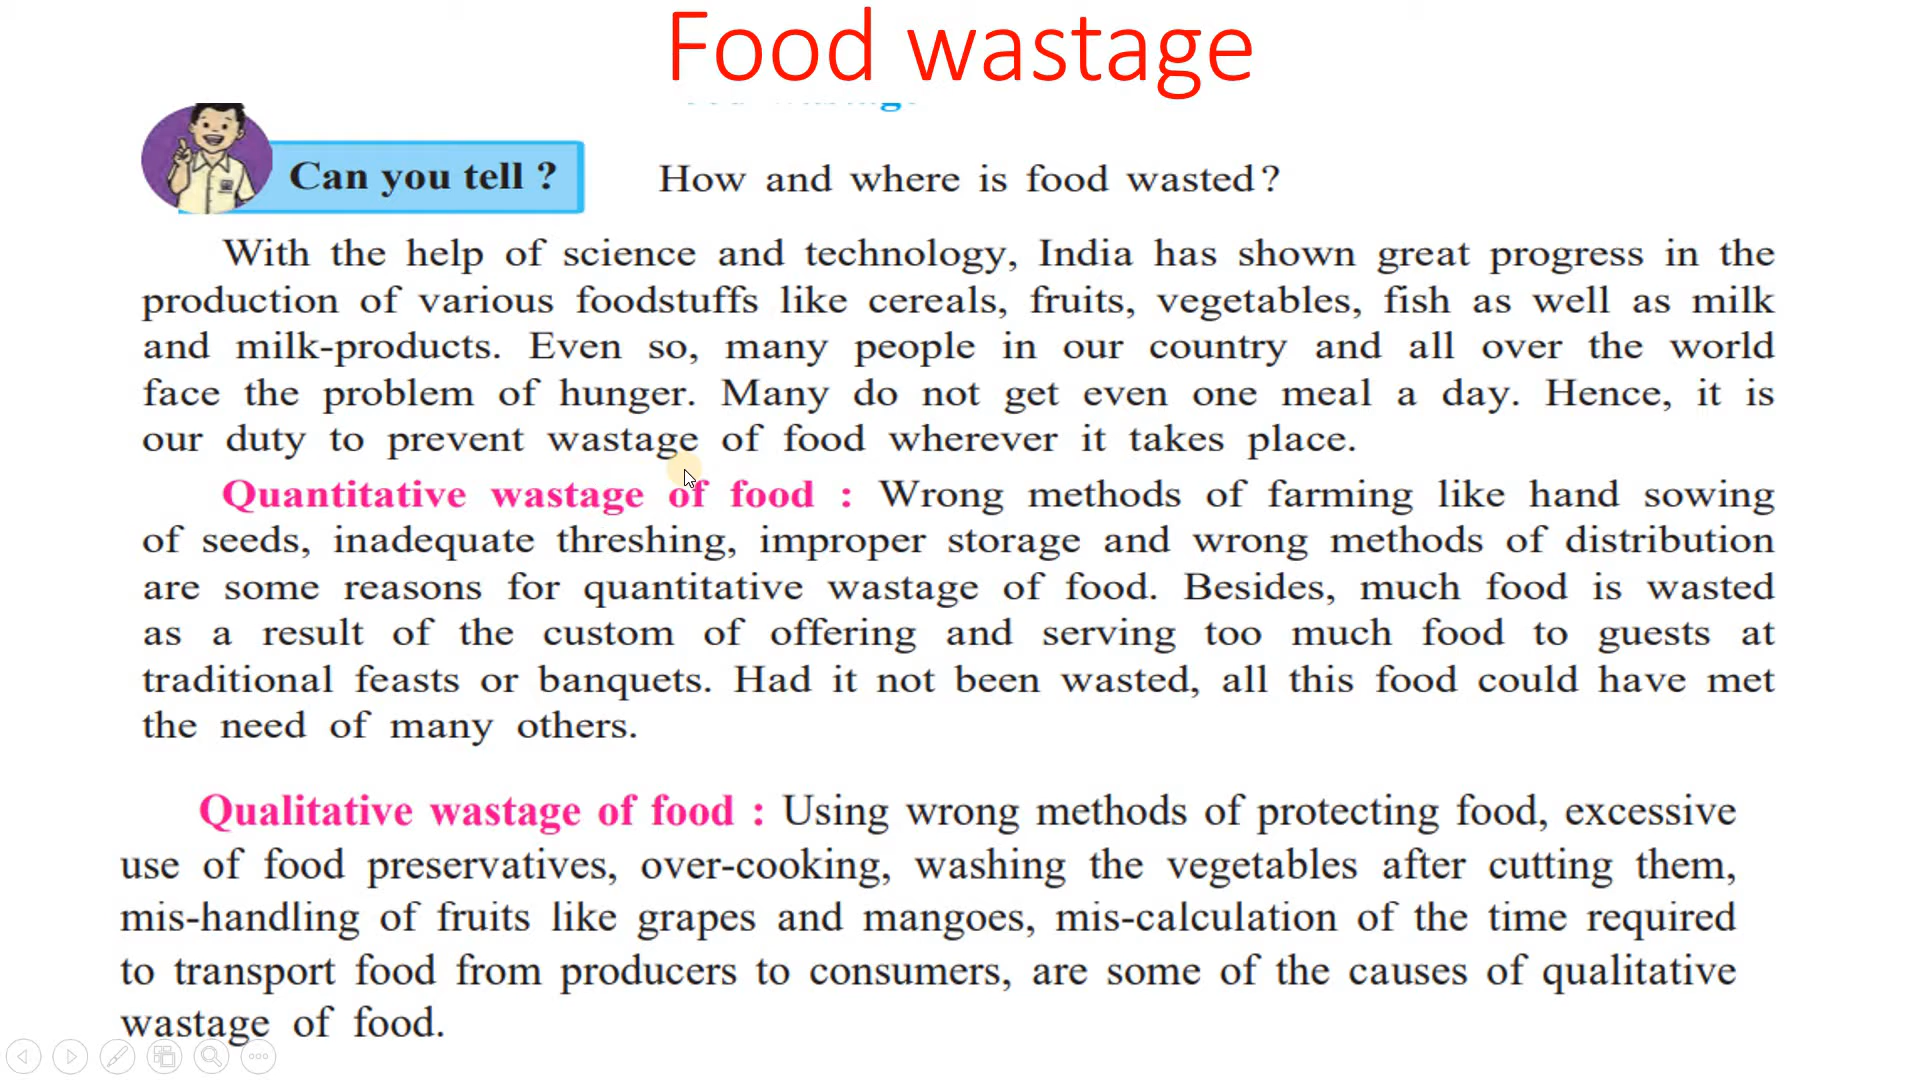 Food wastage
Can you tell ?
How and where is food wasted?
With the help of science and technology, India has shown great progress in the
production of various foodstuffs like cereals, fruits, vegetables, fish as well as milk
and milk-products. Even so, many people in our country and all over the world
face the problem of hunger. Many do not get even one meal a day. Hence, it is
our duty to prevent wastage of food wherever it takes place.
Quantitative wastage of food : Wrong methods of farming like hand sowing
of seeds, inadequate threshing, improper storage and wrong methods of distribution
are some reasons for quantitative wastage of food. Besides, much food is wasted
as a result of the custom of offering and serving too much food to guests at
traditional feasts or banquets. Had it not been wasted, all this food could have met
the need of many others.
Qualitative wastage of food : Using wrong methods of protecting food, excessive
use of food preservatives, over-cooking, washing the vegetables after cutting them,
mis-handling of fruits like grapes and mangoes, mis-calculation of the time required
to transport food from producers to consumers, are some of the causes of qualitative
wastage of food.